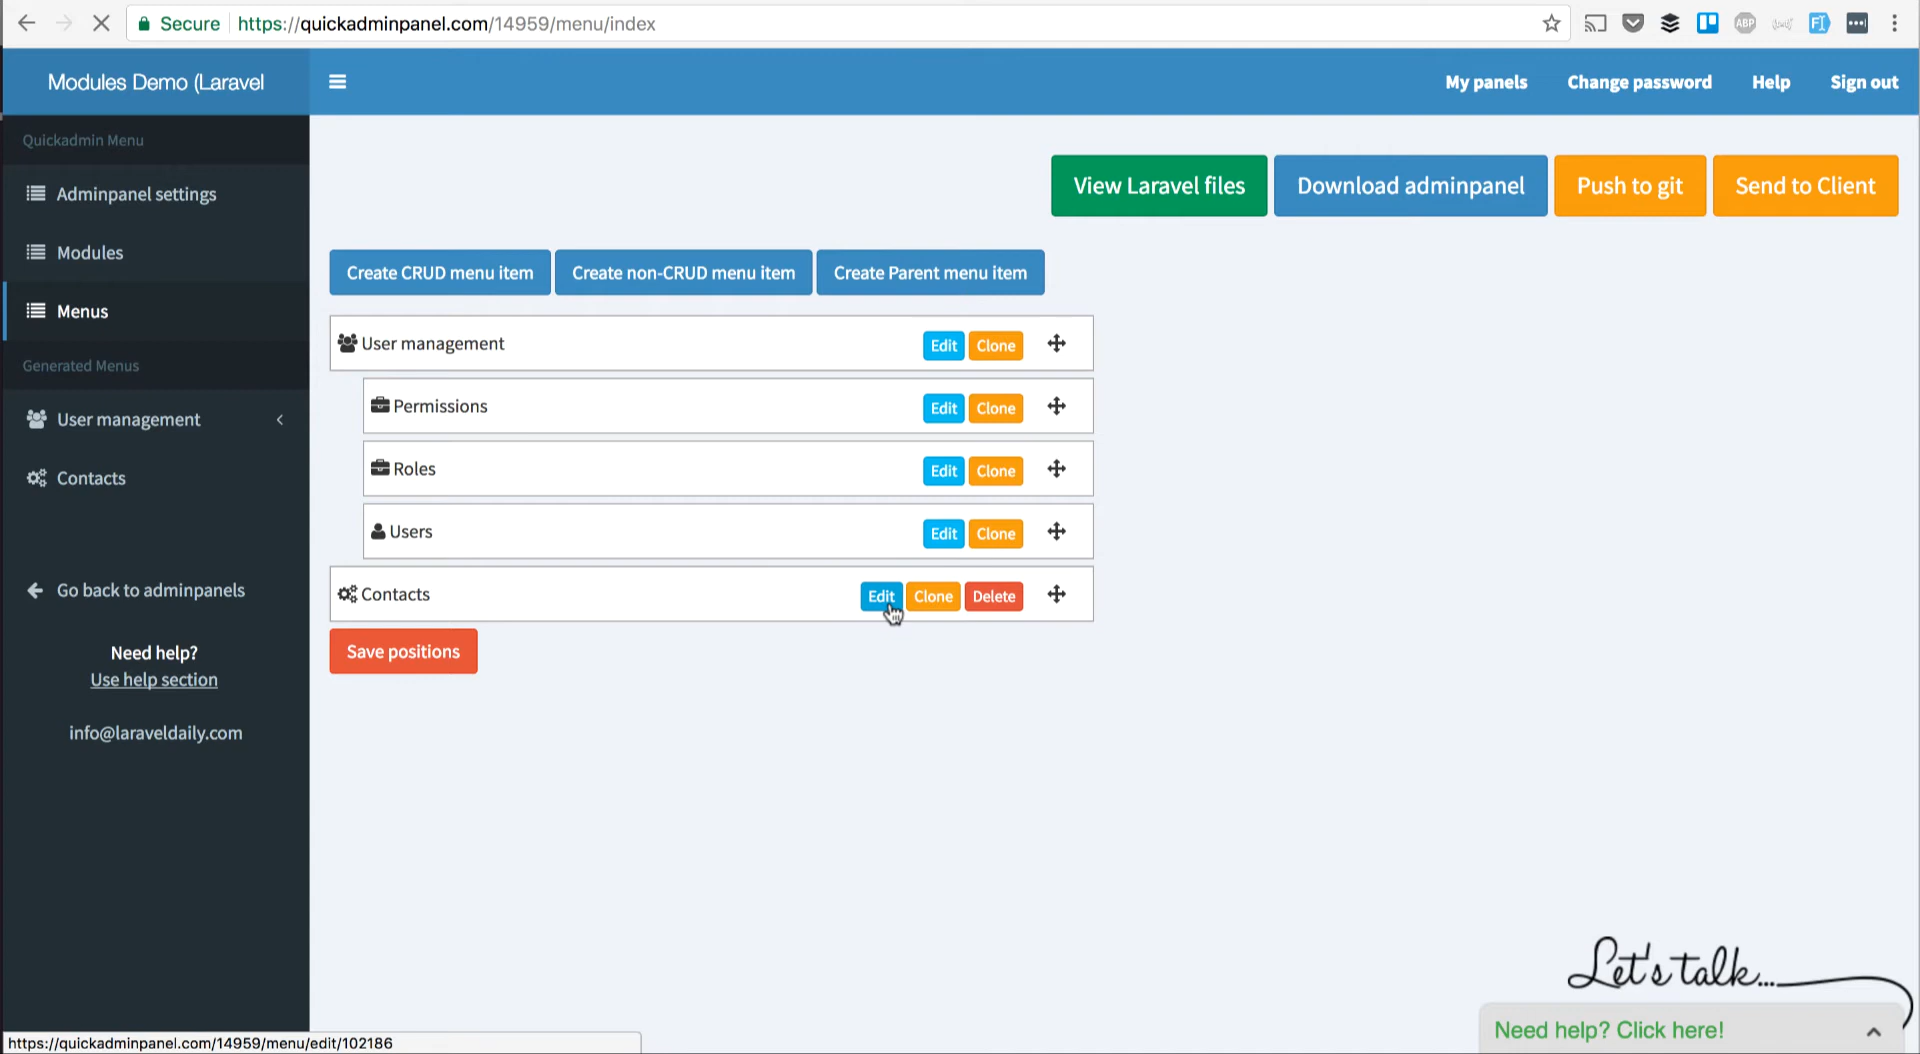 Secure https://quickadminpanel.com/14959/menu/index
ABP
Modules Demo (Laravel
My panels Change password Help Sign out
Quickadmin Menu
Adminpanel settings
Modules
Menus
Generated Menus
User management
Contacts
Go back to adminpanels
Need help?
Use help section
info@laraveldaily.com
View Laravel files Download adminpanel Push to git Send to Client
Create CRUD menu item Create non-CRUD menu item Create Parent menu item
User management Edit Clone
Permissions Edit Clone
Roles Edit Clone
Users Edit Clone
Contacts Edit Clone Delete
Save positions
Let's talk...
Need help? Click here!
https://quickadminpanel.com/14959/menu/edit/102186